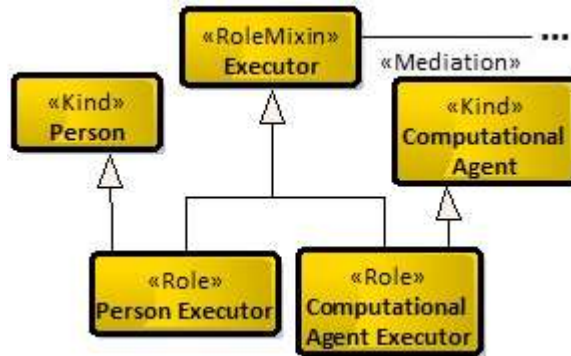 «RoleMixin»
Executor
...
«Mediation»
«Kind»
Person
«Kind»
Computational
Agent
«Role»
Person Executor
«Role»
Computational
Agent Executor